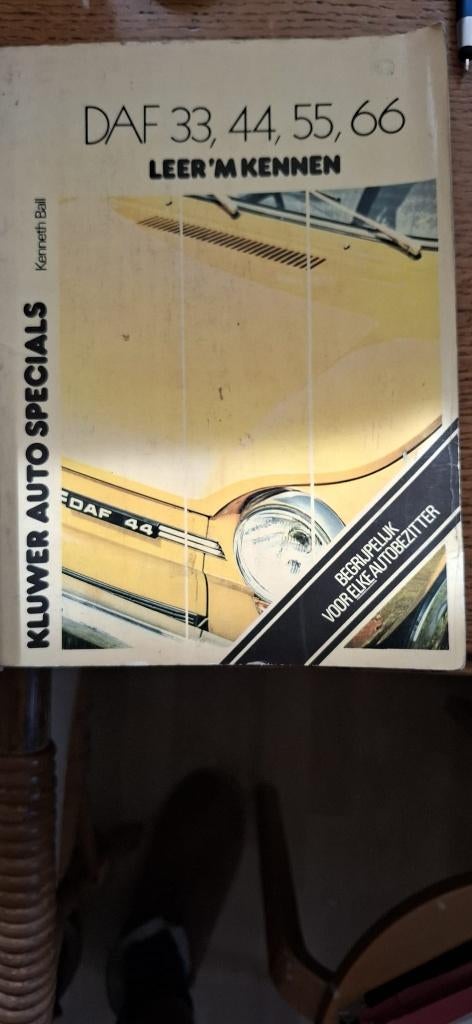 DAF 33, 44, 55, 66
LEER 'M KENNEN
Kenneth Ball
KLUWER AUTO SPECIALS
DAF 44
BEGRIJPELIJK
VOOR ELKE AUTOBEZITTER